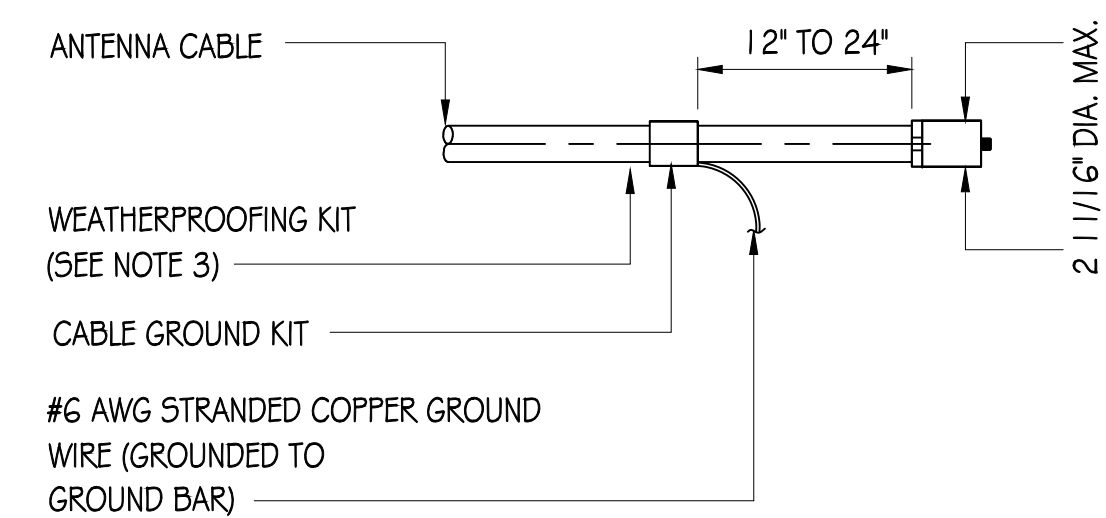 ANTENNA CABLE
12" TO 24"
2 11/16" DIA. MAX.
WEATHERPROOFING KIT
(SEE NOTE 3)
CABLE GROUND KIT
#6 AWG STRANDED COPPER GROUND
WIRE (GROUNDED TO
GROUND BAR)